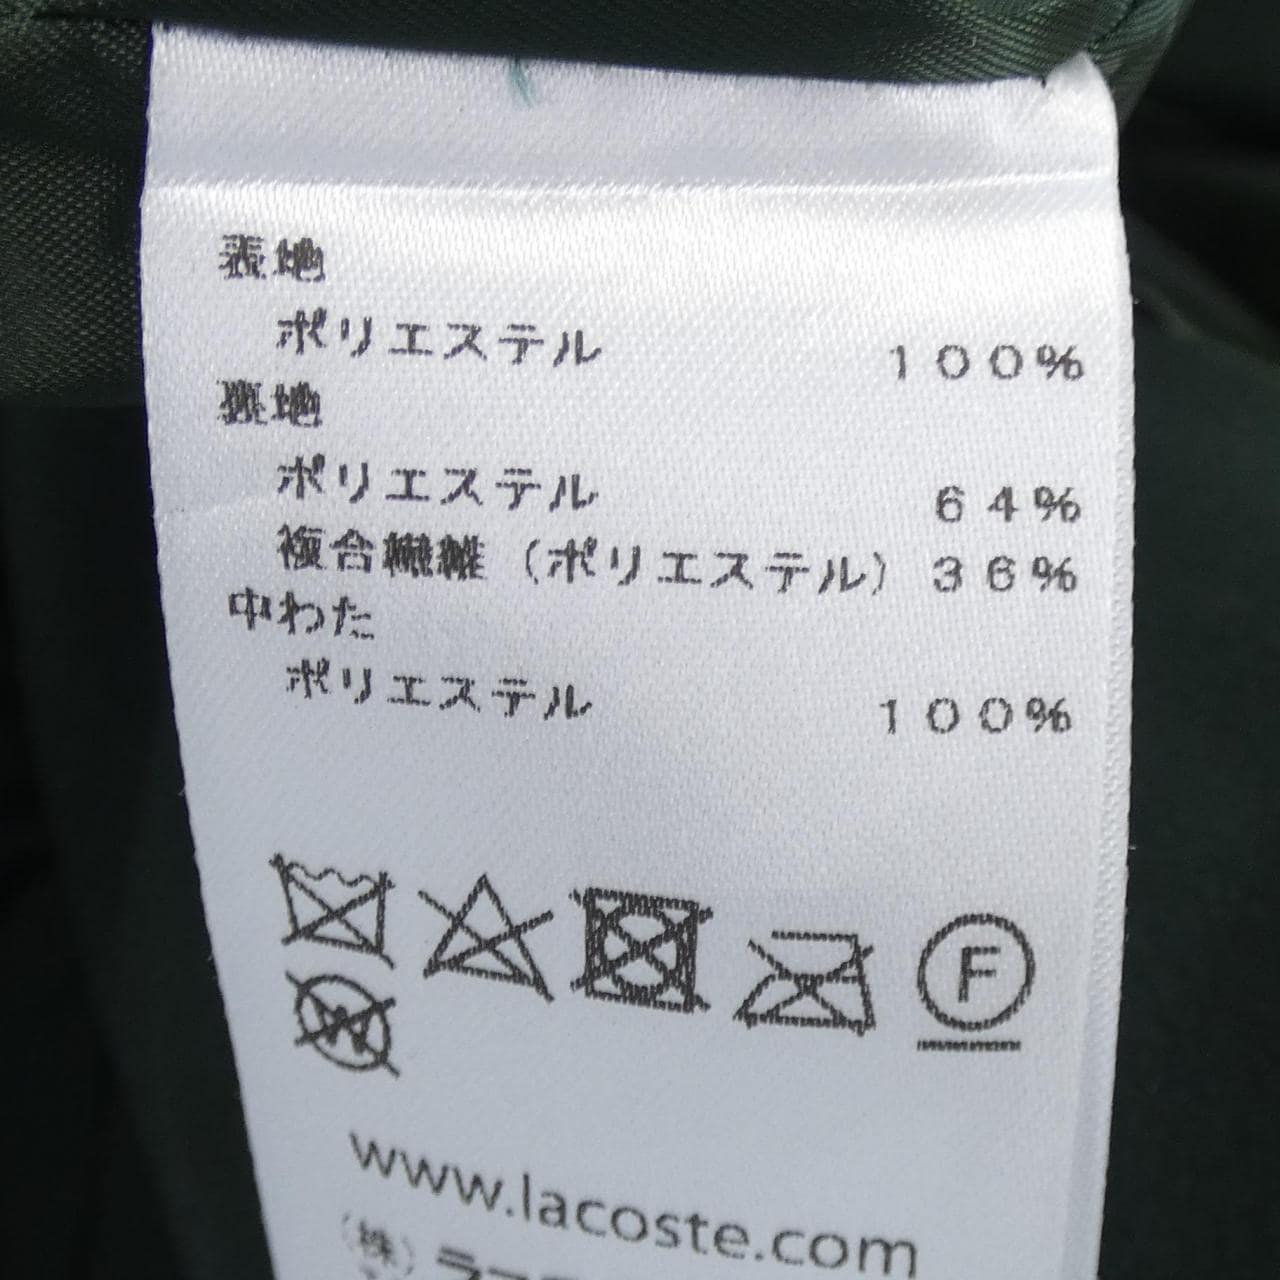 表地
ポリエステル 100%
裏地
ポリエステル 64%
複合繊維(ポリエステル)36%
中わた
ポリエステル 100%
F
W
www.lacoste.com
(株)ラコ